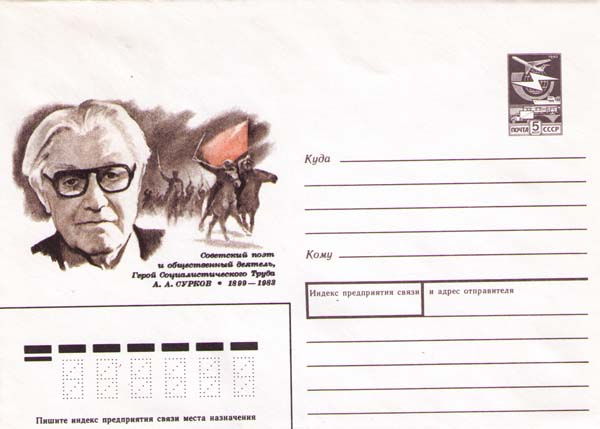 ПОЧТА 5 СССР
Куда
Кому
Советский поэт
и общественный деятель,
Герой Социалистического Труда
А. А. СУРКОВ • 1899—1983
Индекс предприятия связи и адрес отправителя
Пишите индекс предприятия связи места назначения